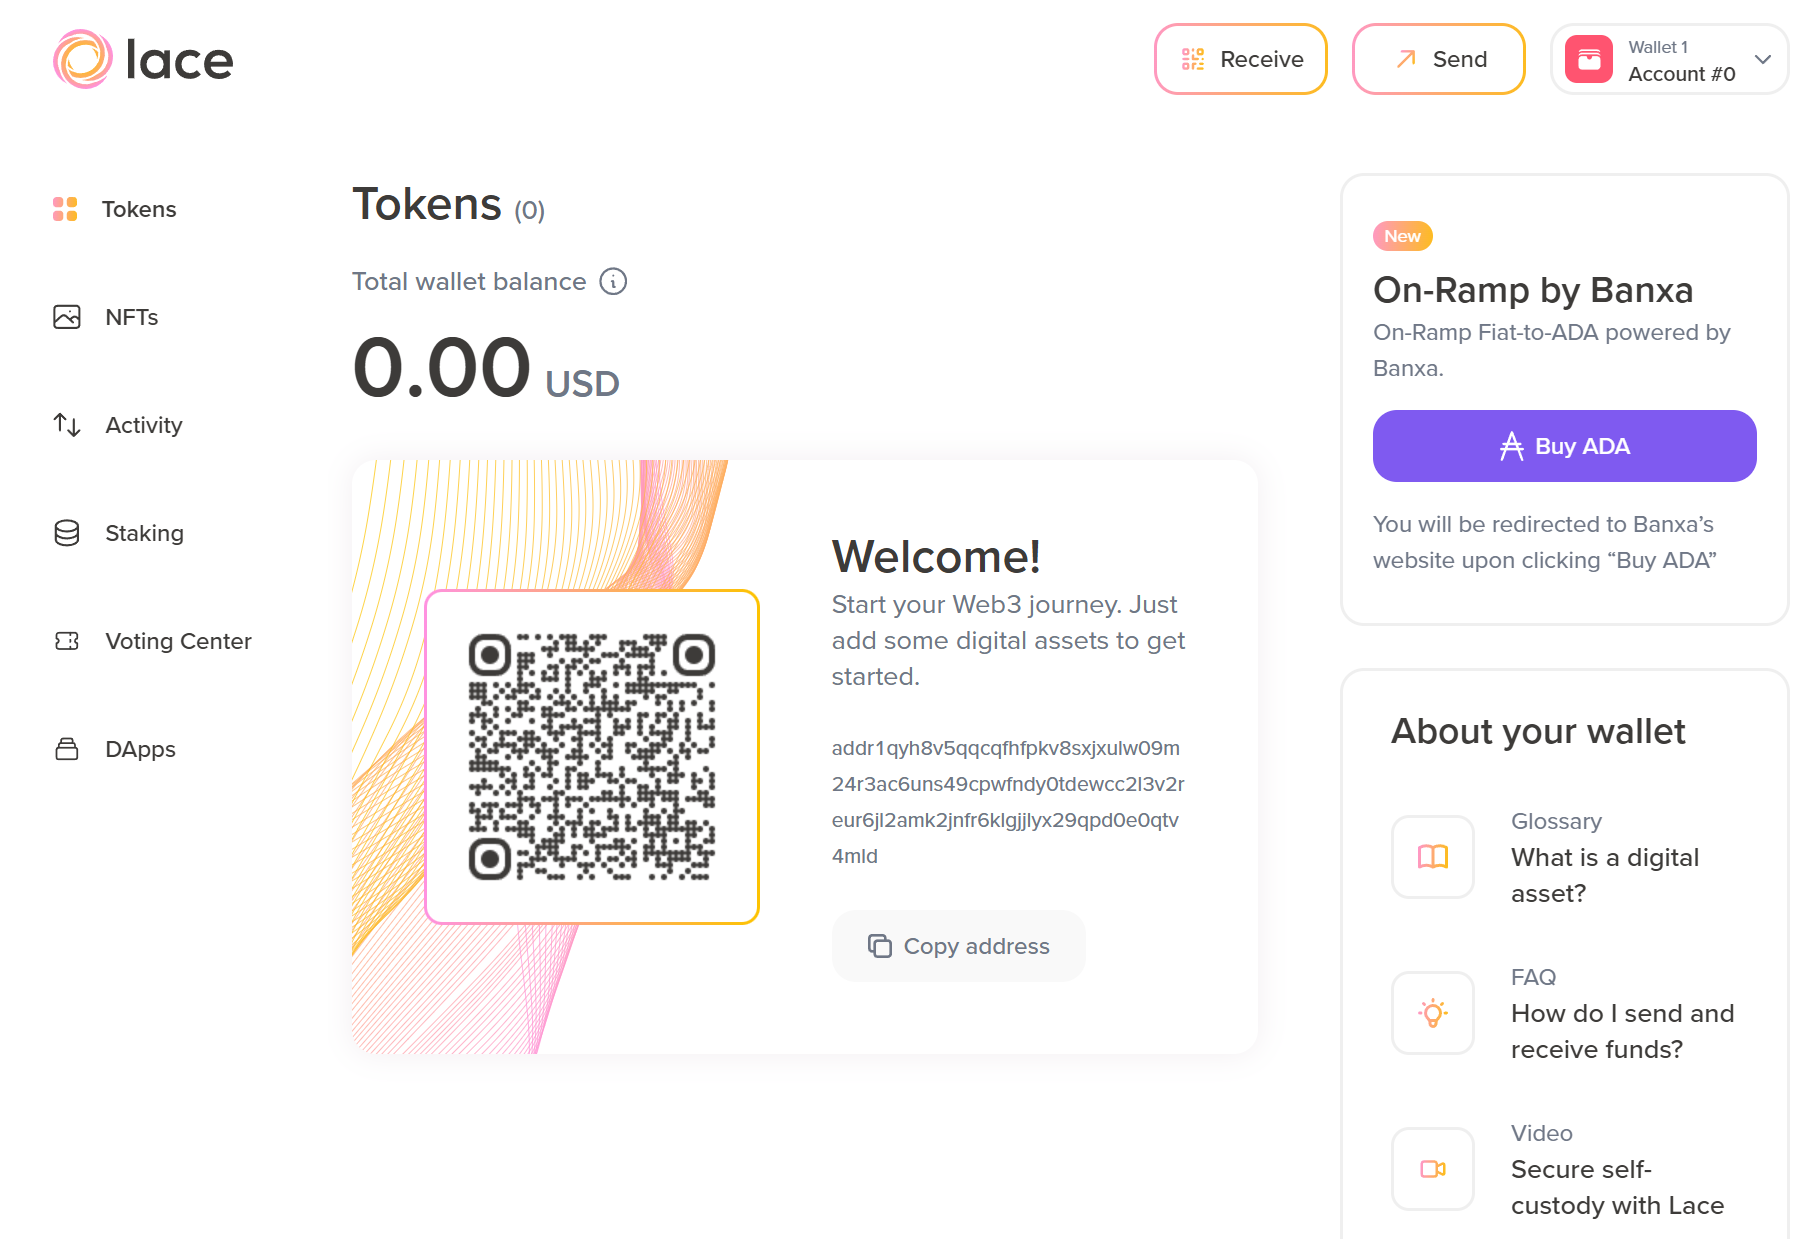 lace
Receive
Send
Wallet 1
Account #0
Tokens
NFTs
Activity
Staking
Voting Center
DApps
Tokens (0)
Total wallet balance
0.00 USD
Welcome!
Start your Web3 journey. Just
add some digital assets to get
started.
addr1qyh8v5qqcqfhfpkv8sxjxulw09m
24r3ac6uns49cpwfndy0tdewcc2l3v2r
eur6jl2amk2jnfr6klgjjlyx29qpd0e0qtv
4mld
Copy address
New
On-Ramp by Banxa
On-Ramp Fiat-to-ADA powered by
Banxa.
Buy ADA
You will be redirected to Banxa’s
website upon clicking “Buy ADA”
About your wallet
Glossary
What is a digital
asset?
FAQ
How do I send and
receive funds?
Video
Secure self-
custody with Lace